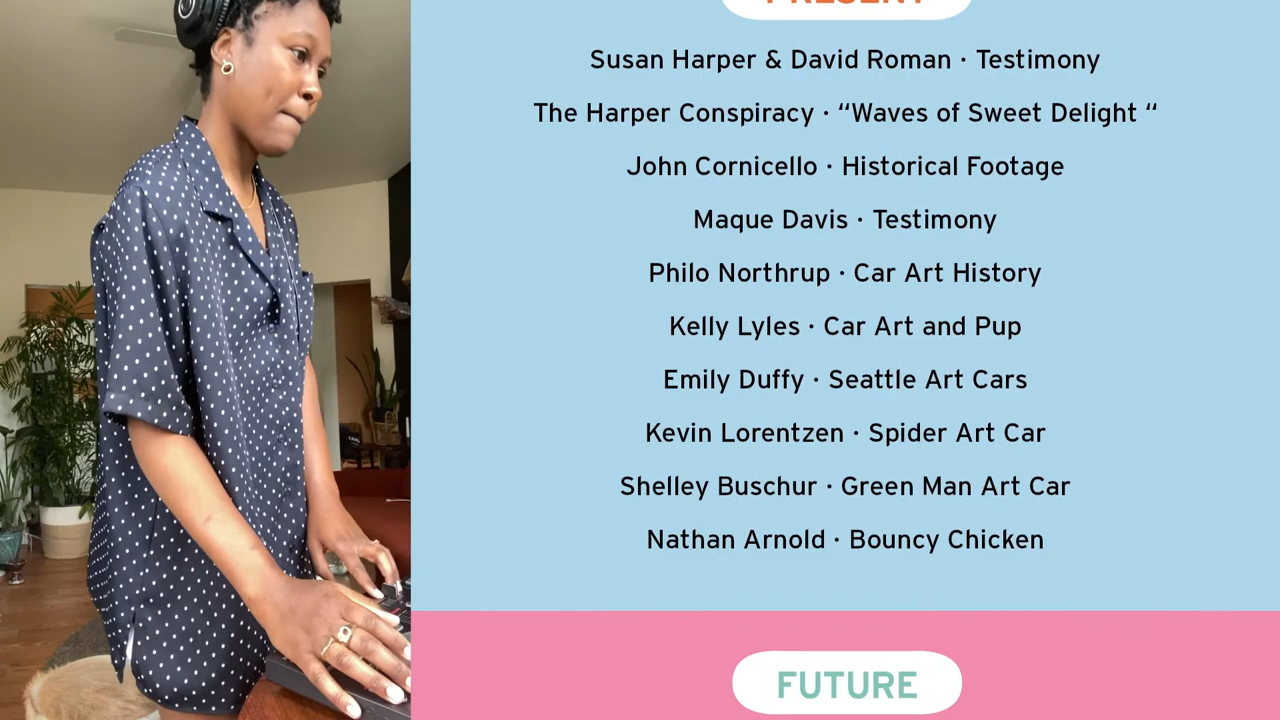 PRESENT
Susan Harper & David Roman · Testimony
The Harper Conspiracy · “Waves of Sweet Delight “
John Cornicello · Historical Footage
Maque Davis · Testimony
Philo Northrup · Car Art History
Kelly Lyles · Car Art and Pup
Emily Duffy · Seattle Art Cars
Kevin Lorentzen · Spider Art Car
Shelley Buschur · Green Man Art Car
Nathan Arnold · Bouncy Chicken
FUTURE